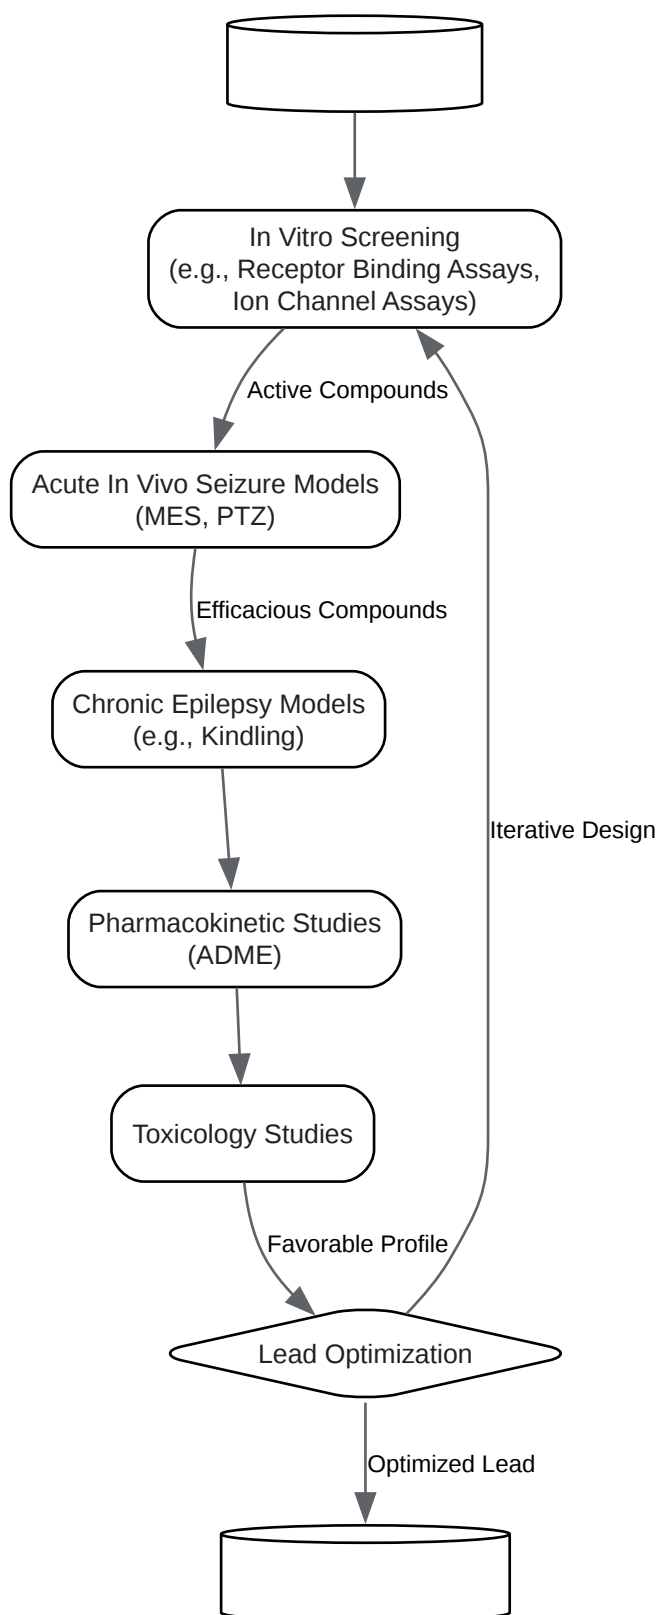 In Vitro Screening
(e.g., Receptor Binding Assays,
Ion Channel Assays)
Active Compounds
Acute In Vivo Seizure Models
(MES, PTZ)
Efficacious Compounds
Chronic Epilepsy Models
(e.g., Kindling)
Iterative Design
Pharmacokinetic Studies
(ADME)
Toxicology Studies
Favorable Profile
Lead Optimization
Optimized Lead